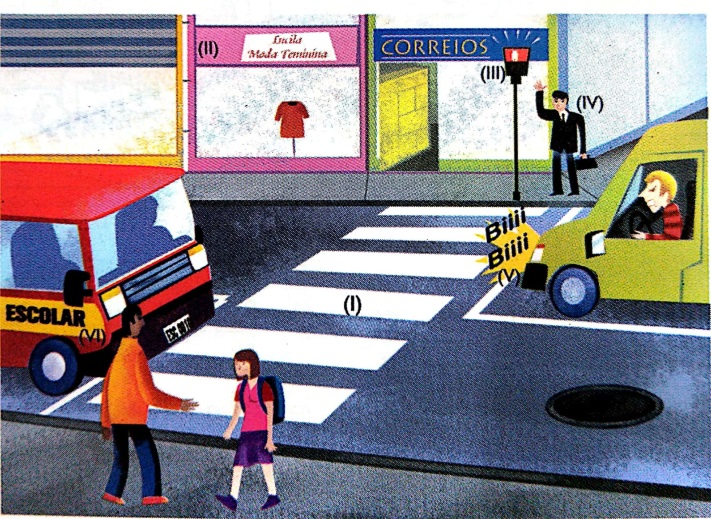 (II)
Lucila
Moda Feminina
CORREIOS
(III)
(IV)
Biiii
Biiii
(V)
(I)
ESCOLAR
(VI)